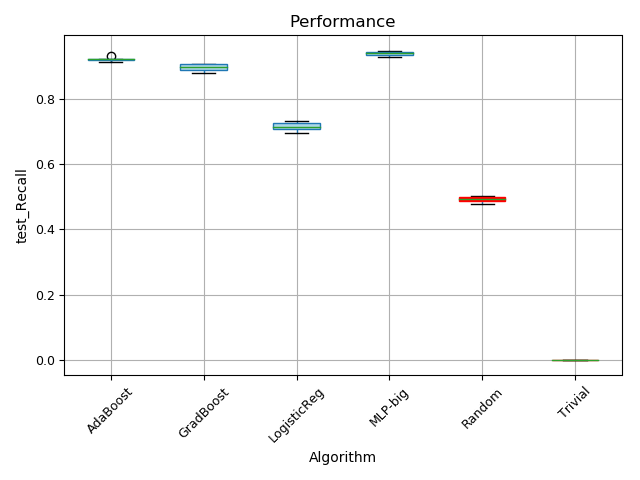 Performance
test_Recall
0.8
0.6
0.4
0.2
0.0
AdaBoost
GradBoost
LogisticReg
MLP-big
Random
Trivial
Algorithm